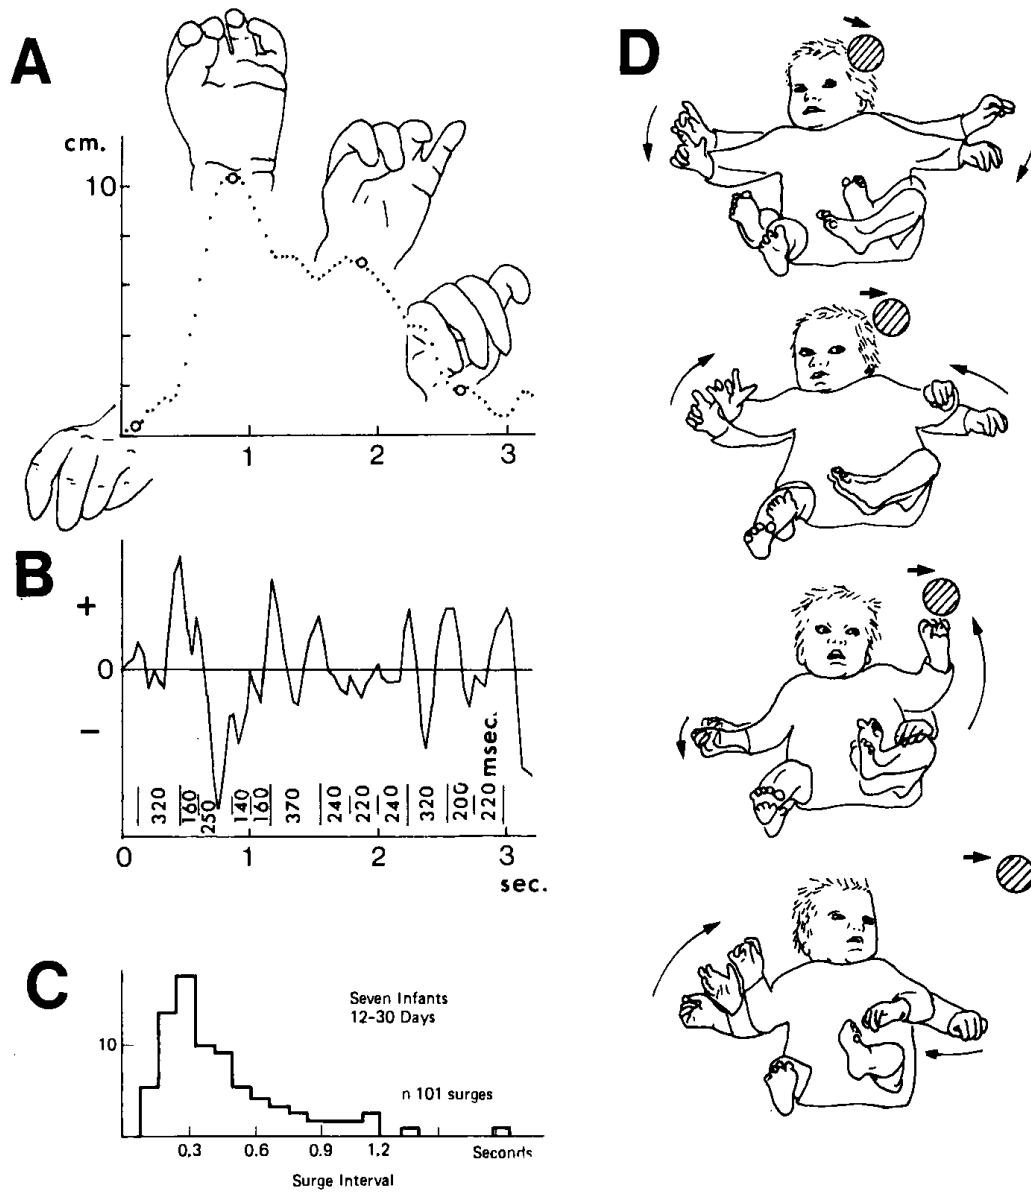 A
cm.
10
1
2
3
B
+
0
–
320
160
250
140
160
370
240
220
240
320
200
220
msec.
0
1
2
3
sec.
C
Seven Infants
12-30 Days
10
n 101 surges
0.3
0.6
0.9
1.2
Seconds
Surge Interval
D